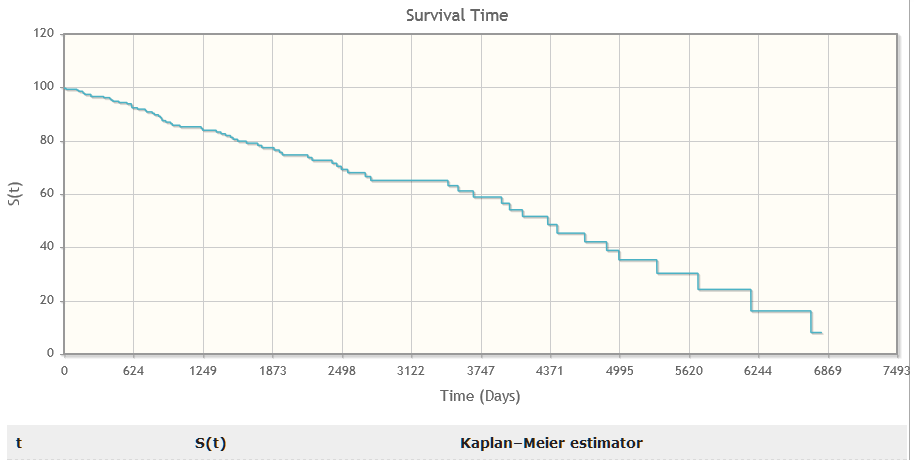 Survival Time
120
100
80
60
40
20
0
S(t)
0 624 1249 1873 2498 3122 3747 4371 4995 5620 6244 6869 7493
Time (Days)
t S(t) Kaplan−Meier estimator